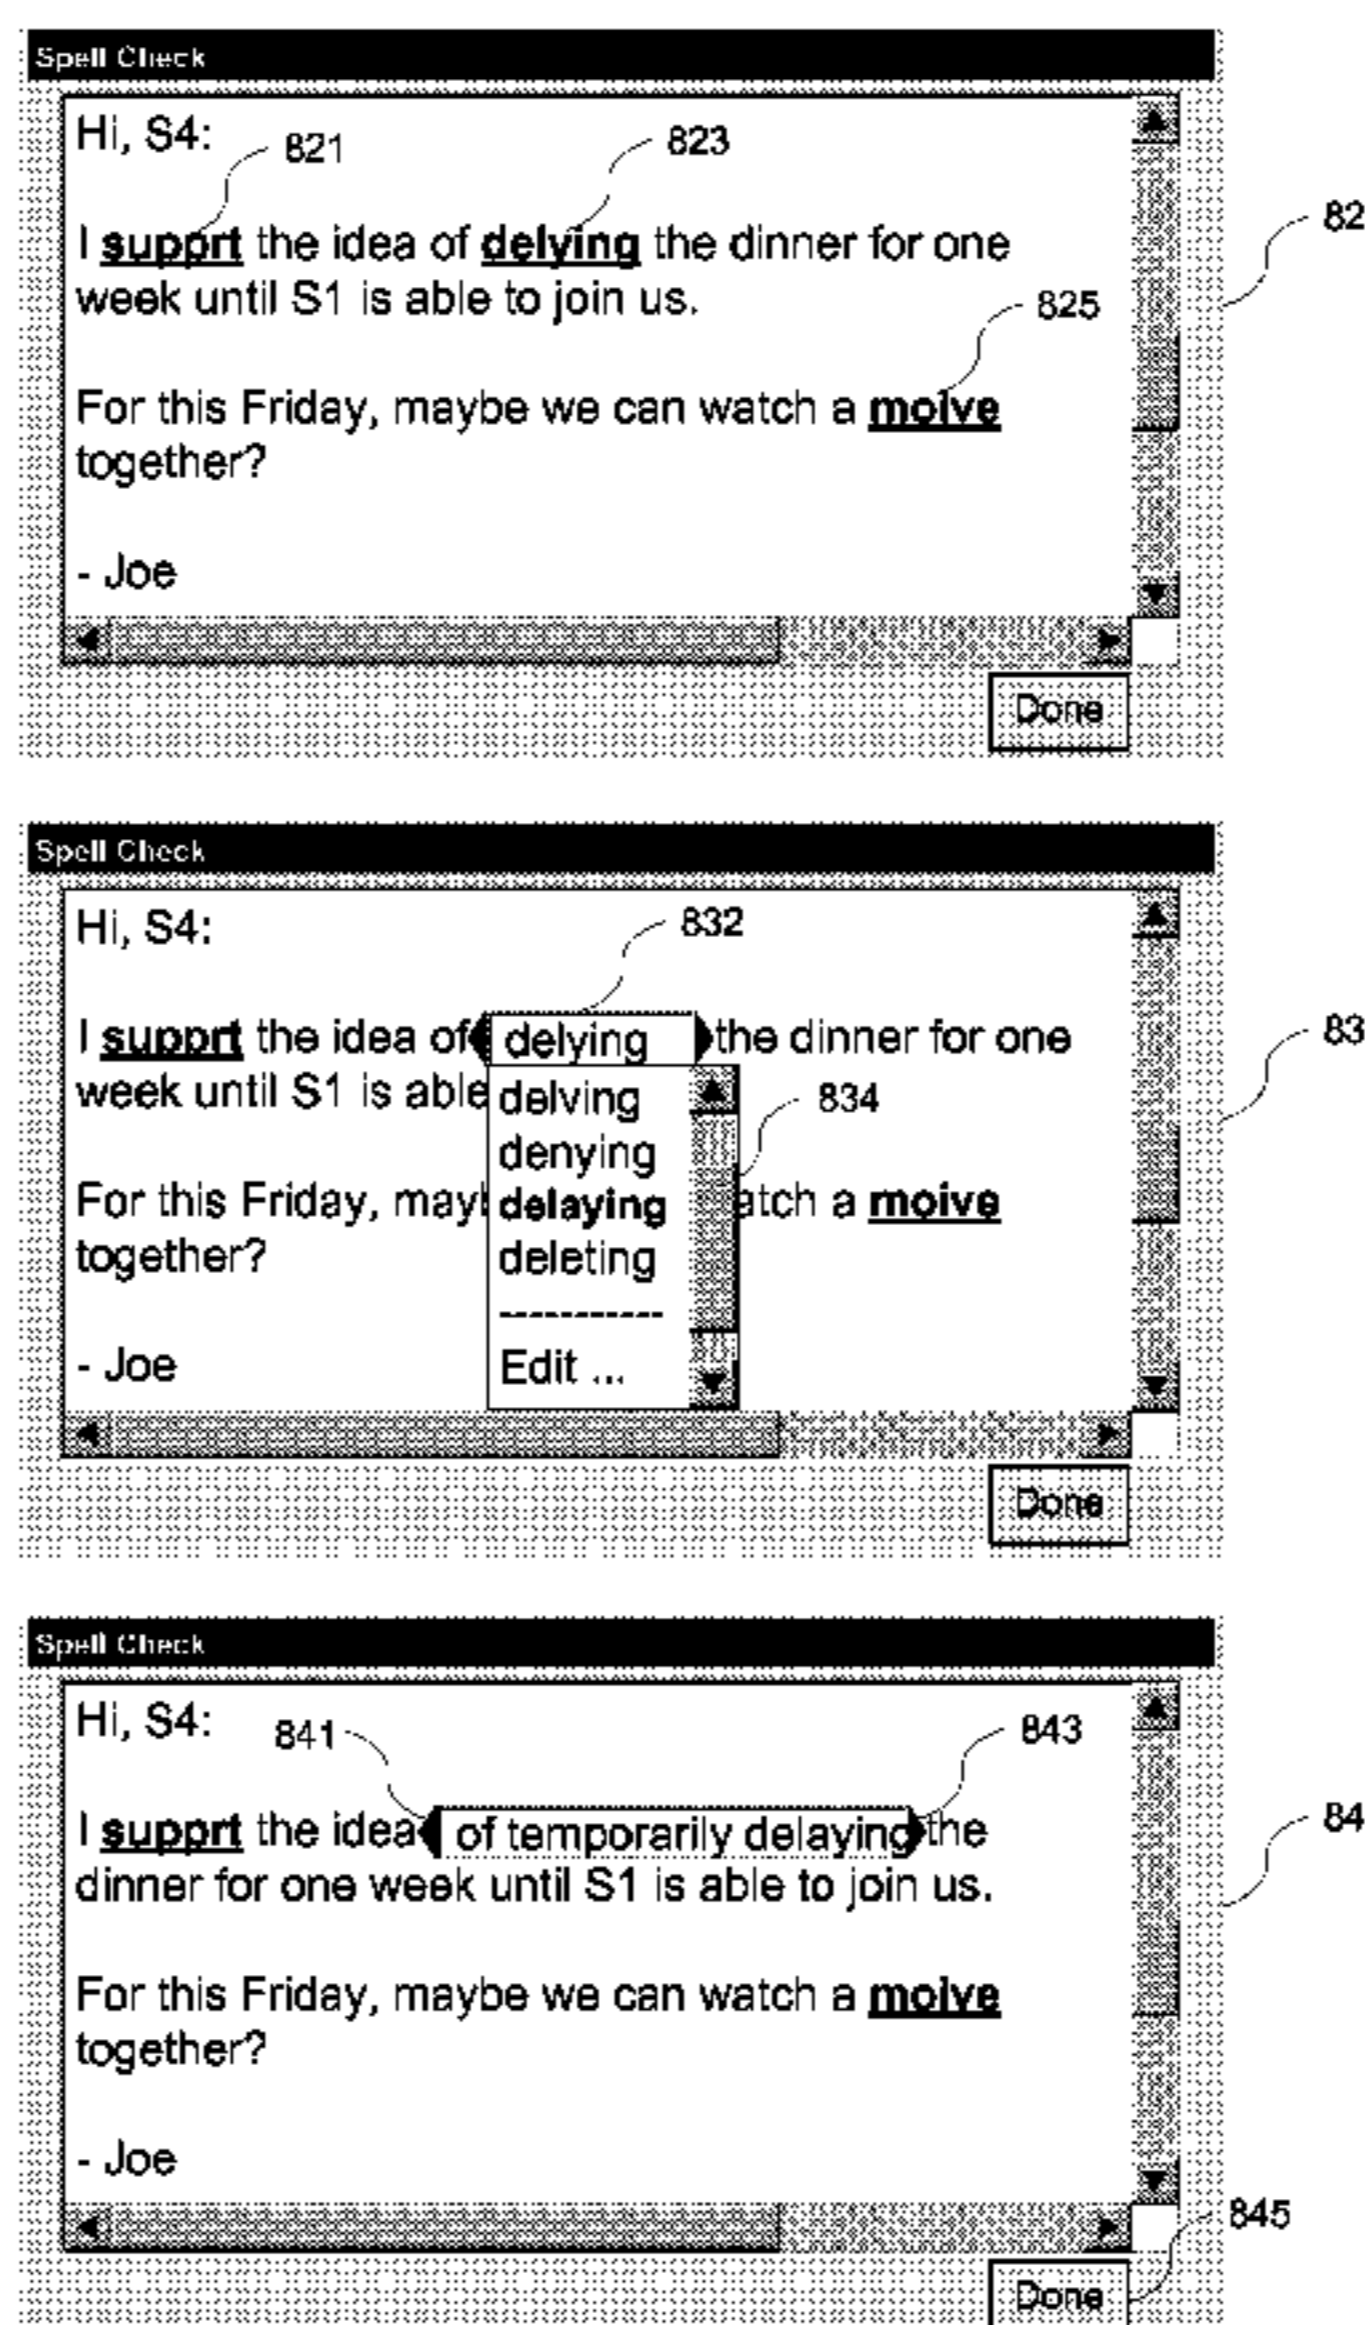 Spell Check
Hi, S4:
821
823
I supprt the idea of delying the dinner for one
82
week until S1 is able to join us.
825
For this Friday, maybe we can watch a moive
together?
- Joe
Done
Spell Check
Hi, S4:
832
I supprt the idea of delying the dinner for one
83
week until S1 is able
delving
834
denying
For this Friday, mayb
delaying
atch a moive
together?
deleting
-----------
- Joe
Edit ...
Done
Spell Check
Hi, S4:
841
843
I supprt the idea of temporarily delaying the
84
dinner for one week until S1 is able to join us.
For this Friday, maybe we can watch a moive
together?
- Joe
845
Done